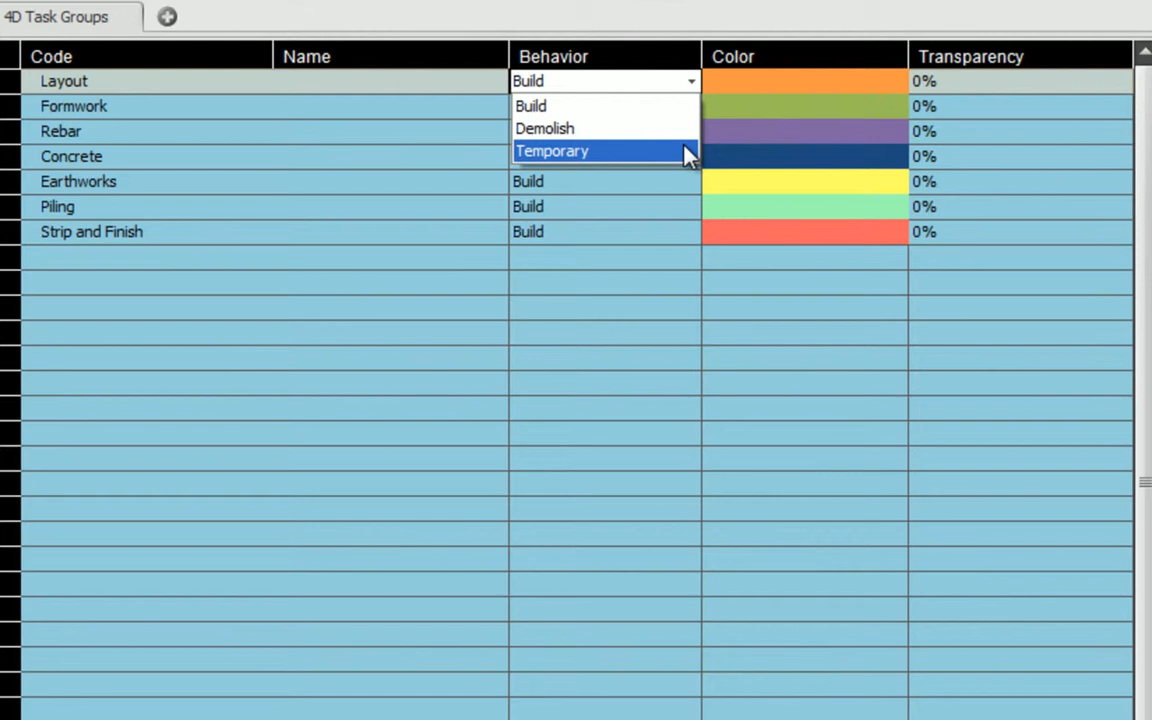 4D Task Groups
Code Name Behavior Color Transparency
Layout Build 0%
Formwork Build 0%
Rebar Demolish 0%
Concrete Temporary 0%
Earthworks Build 0%
Piling Build 0%
Strip and Finish Build 0%